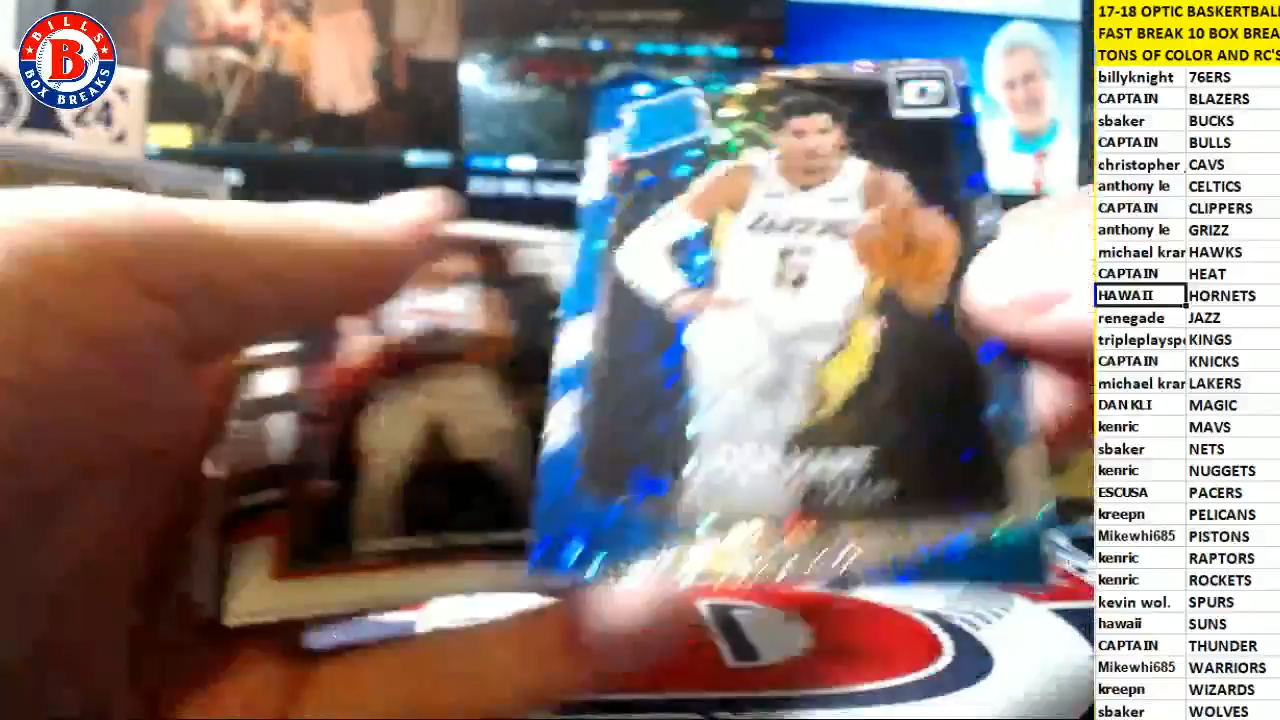 BILLS
B
BOX BREAKS
24
17-18 OPTIC BASKERTBALL
FAST BREAK 10 BOX BREA
TONS OF COLOR AND RC'S
billyknight 76ERS
CAPTAIN BLAZERS
sbaker BUCKS
CAPTAIN BULLS
christopher CAVS
anthony le CELTICS
CAPTAIN CLIPPERS
anthony le GRIZZ
michael krar HAWKS
CAPTAIN HEAT
HAWAII HORNETS
renegade JAZZ
tripleplayspo KINGS
CAPTAIN KNICKS
michael krar LAKERS
DAN KLI MAGIC
kenric MAVS
sbaker NETS
kenric NUGGETS
ESCUSA PACERS
kreepn PELICANS
Mikewhi685 PISTONS
kenric RAPTORS
kenric ROCKETS
kevin wol. SPURS
hawaii SUNS
CAPTAIN THUNDER
Mikewhi685 WARRIORS
kreepn WIZARDS
sbaker WOLVES